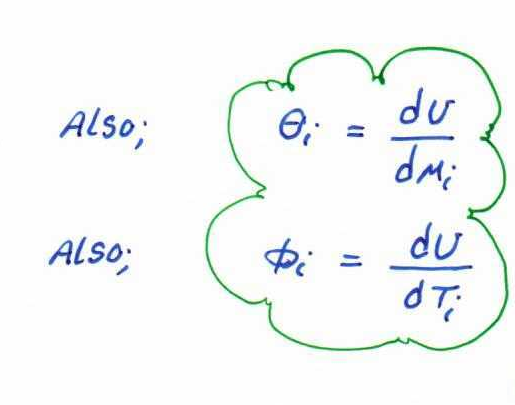 Also; θᵢ = dU/dMᵢ
Also; φᵢ = dU/dTᵢ